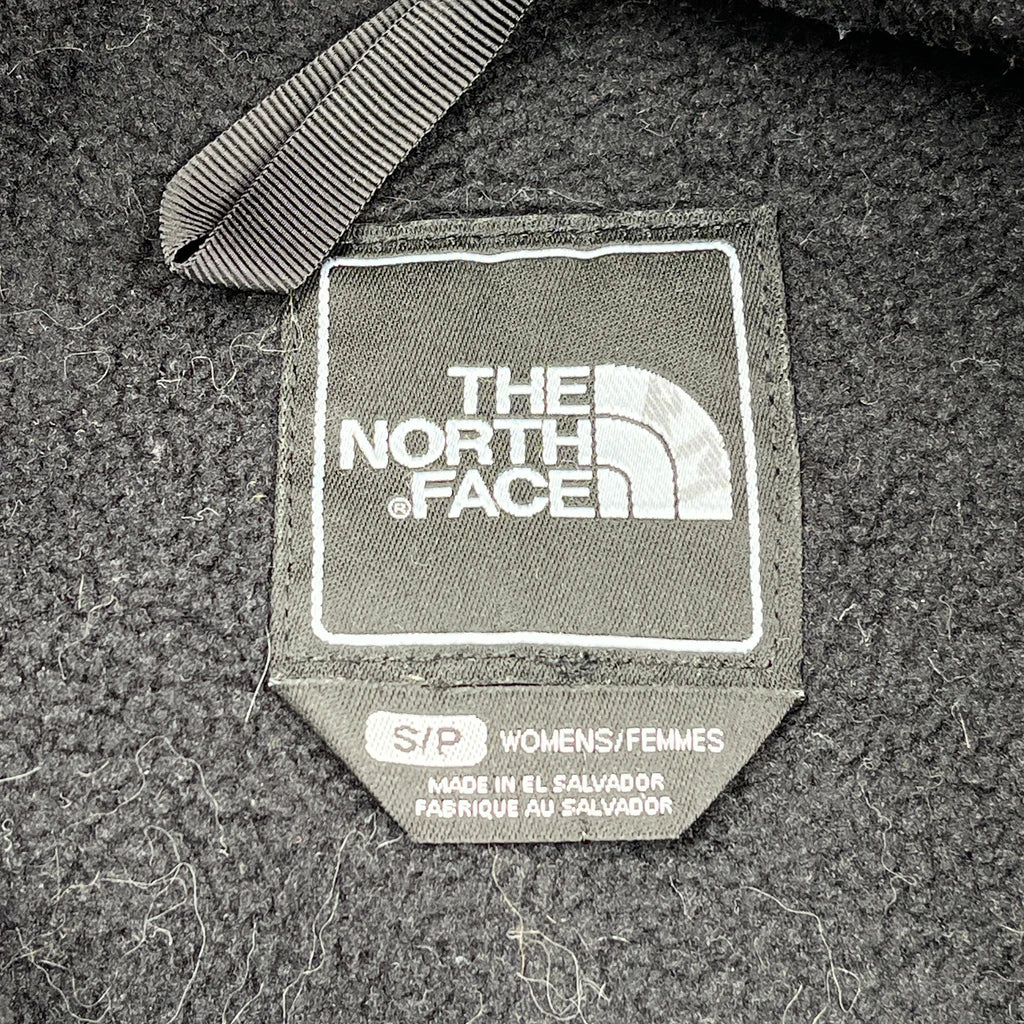 THE
NORTH
®FACE
S/P WOMENS/FEMMES
MADE IN EL SALVADOR
FABRIQUE AU SALVADOR